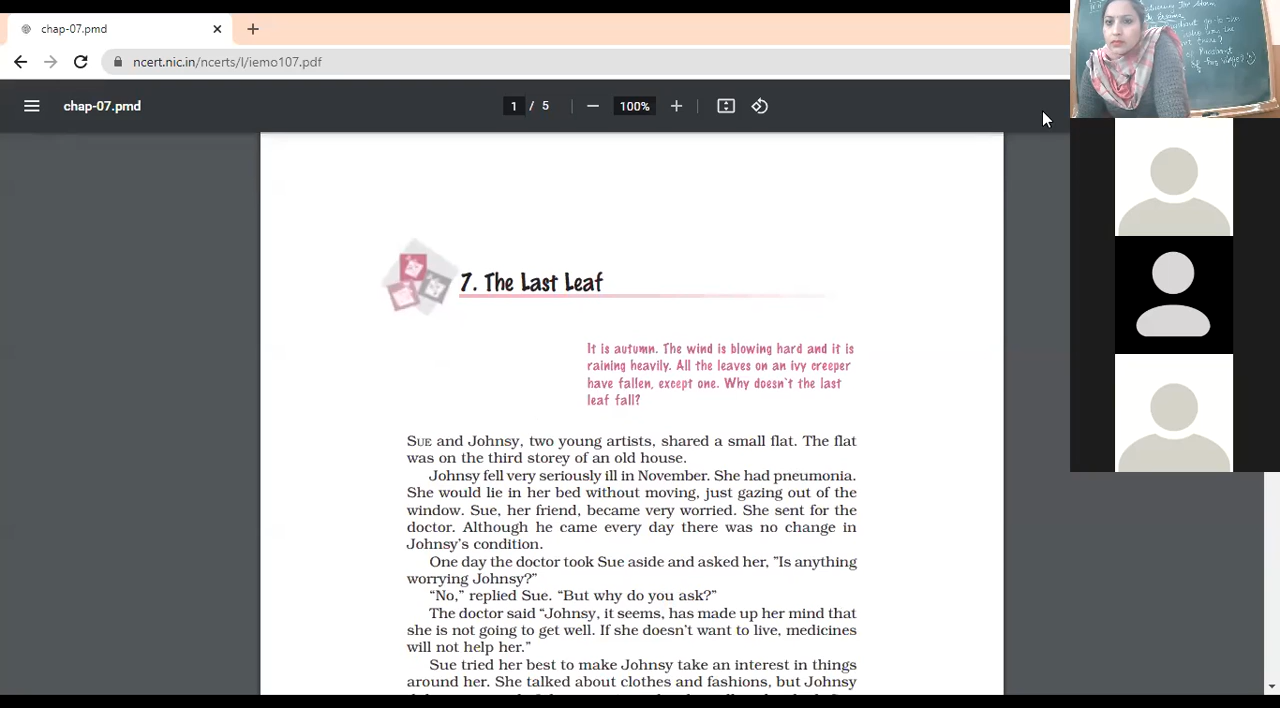 chap-07.pmd
ncert.nic.in/ncerts/l/iemo107.pdf
chap-07.pmd
1 / 5
100%
7. The Last Leaf
It is autumn. The wind is blowing hard and it is
raining heavily. All the leaves on an ivy creeper
have fallen, except one. Why doesn`t the last
leaf fall?
SUE and Johnsy, two young artists, shared a small flat. The flat
was on the third storey of an old house.
Johnsy fell very seriously ill in November. She had pneumonia.
She would lie in her bed without moving, just gazing out of the
window. Sue, her friend, became very worried. She sent for the
doctor. Although he came every day there was no change in
Johnsy's condition.
One day the doctor took Sue aside and asked her, ”Is anything
worrying Johnsy?”
“No,” replied Sue. “But why do you ask?”
The doctor said “Johnsy, it seems, has made up her mind that
she is not going to get well. If she doesn't want to live, medicines
will not help her.”
Sue tried her best to make Johnsy take an interest in things
around her. She talked about clothes and fashions, but Johnsy